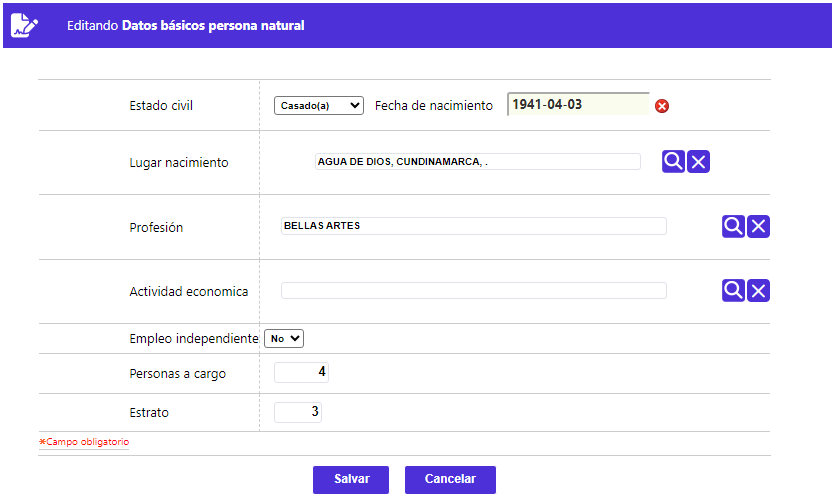 Editando Datos básicos persona natural
Estado civil Casado(a) Fecha de nacimiento 1941-04-03
Lugar nacimiento AGUA DE DIOS, CUNDINAMARCA, .
Profesión BELLAS ARTES
Actividad economica
Empleo independiente No
Personas a cargo 4
Estrato 3
*Campo obligatorio
Salvar Cancelar